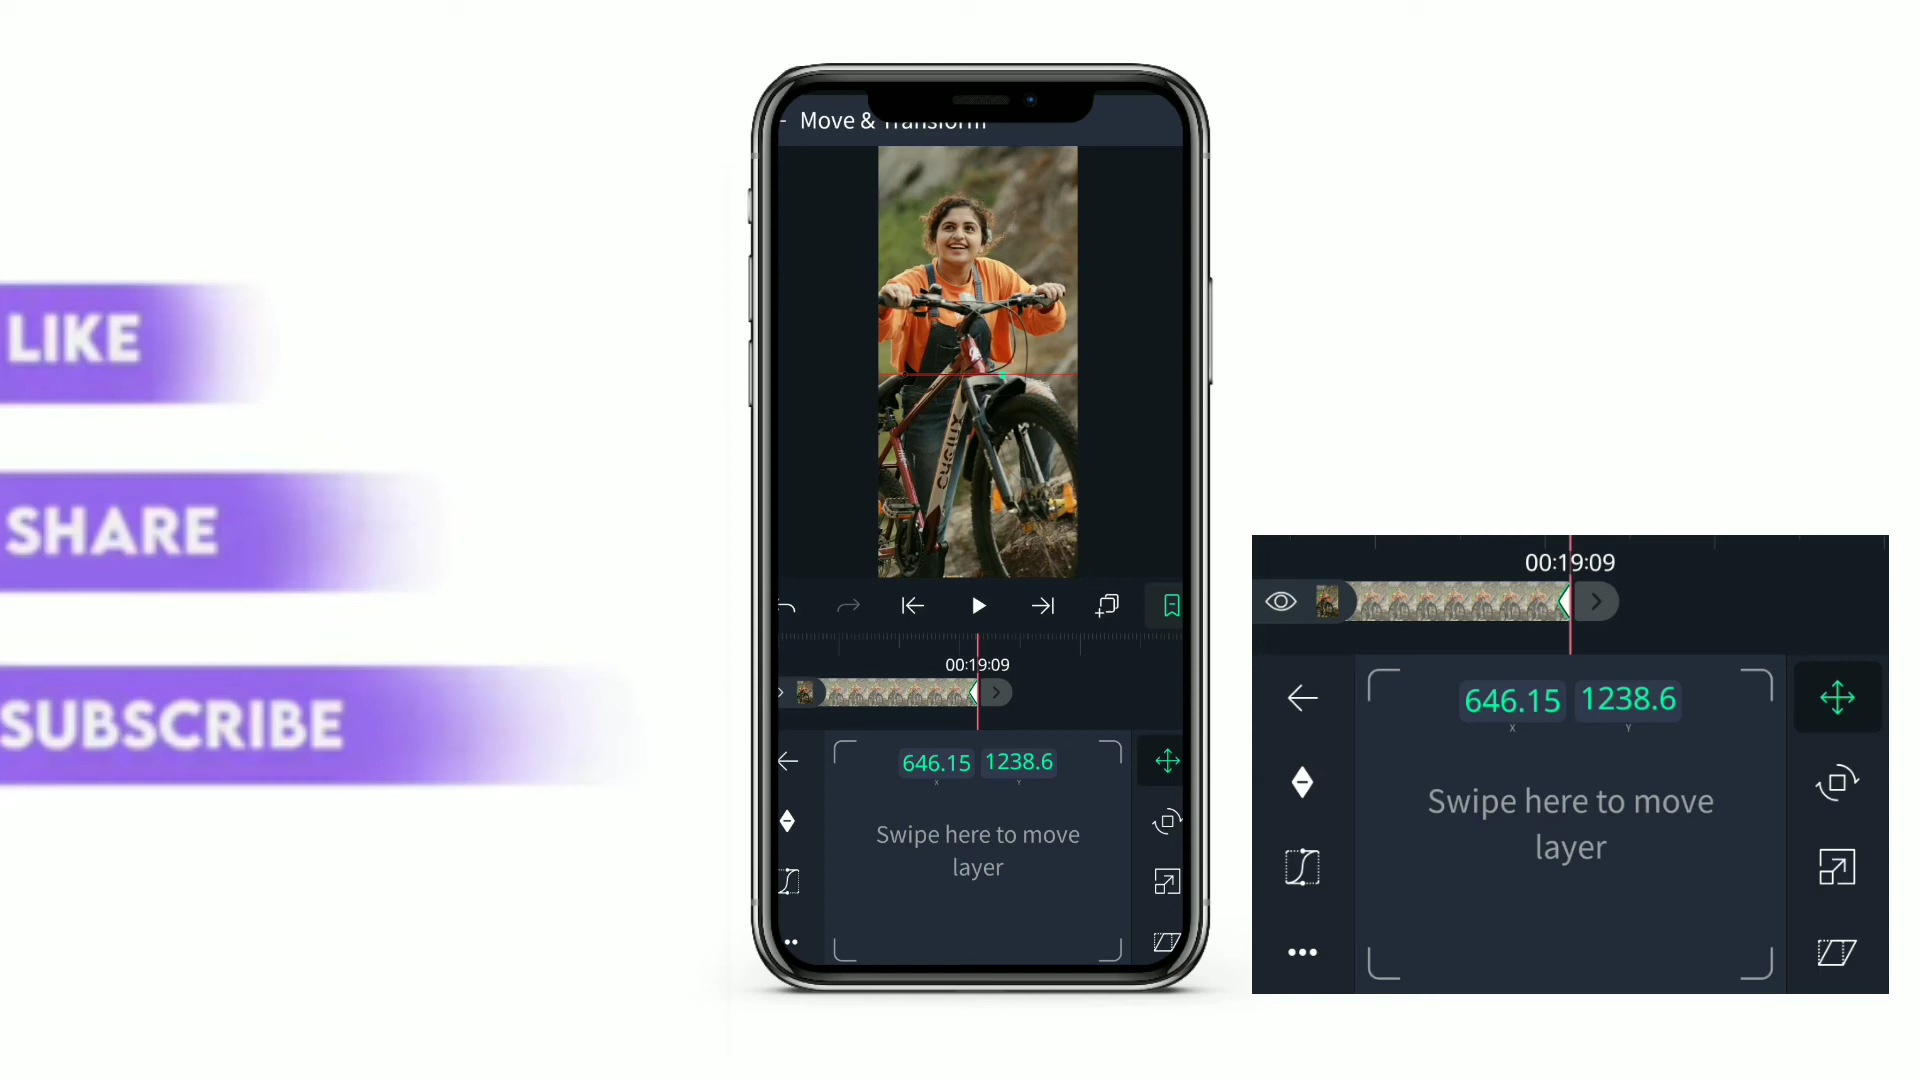 LIKE
SHARE
SUBSCRIBE
Move & Transform
00:19:09
646.15 1238.6
X Y
Swipe here to move
layer
00:19:09
646.15 1238.6
X Y
Swipe here to move
layer